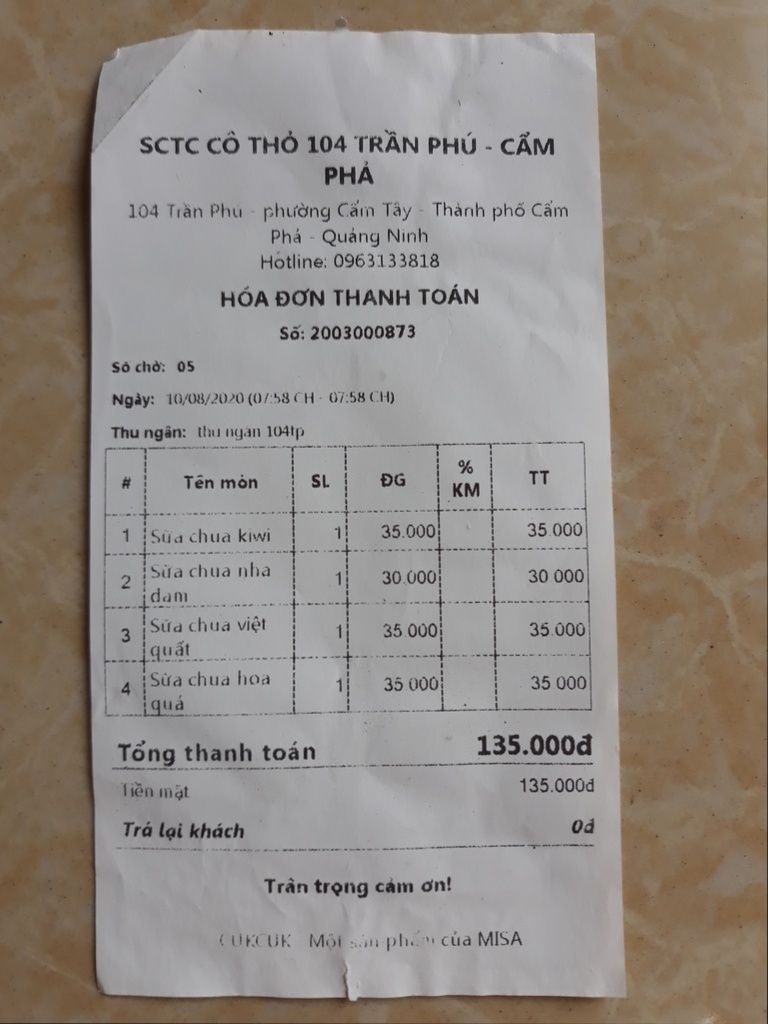 SCTC CÔ THỎ 104 TRẦN PHÚ - CẨM
PHẢ
104 Trần Phú - phường Cẩm Tây - Thành phố Cẩm
Phả - Quảng Ninh
Hotline: 0963133818
HÓA ĐƠN THANH TOÁN
Số: 2003000873
Số chờ: 05
Ngày: 10/08/2020 (07:58 CH - 07:58 CH)
Thu ngân: thu ngân 104tp
# Tên món SL ĐG % KM TT
1 Sữa chua kiwi 1 35.000 35.000
2 Sữa chua nha 1 30.000 30.000
đam
3 Sữa chua việt 1 35.000 35.000
quất
4 Sữa chua hoa 1 35.000 35.000
quả
Tổng thanh toán 135.000đ
Tiền mặt 135.000đ
Trả lại khách 0đ
Trân trọng cảm ơn!
CUKCUK - Một sản phẩm của MISA